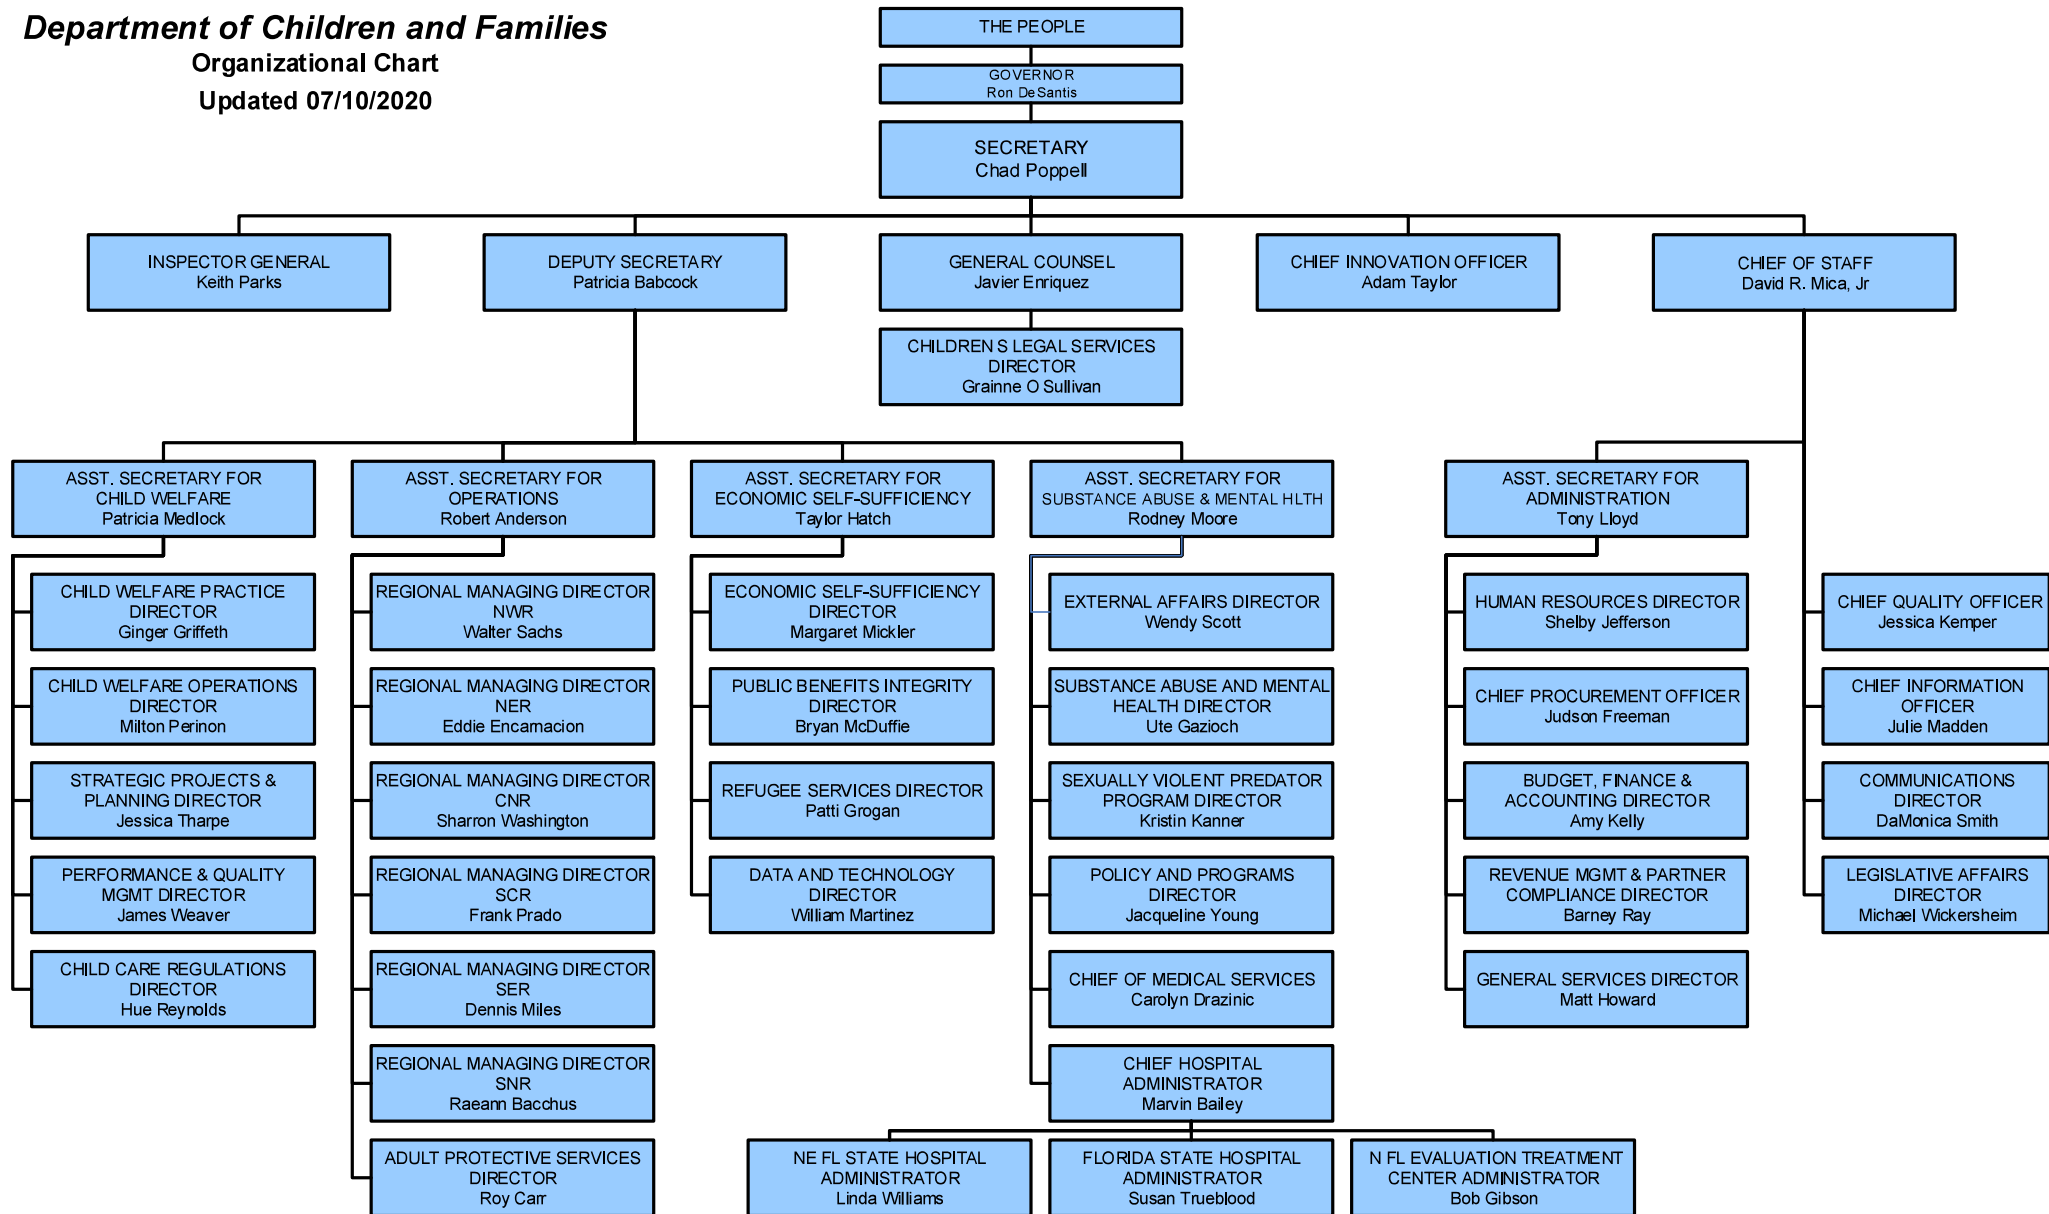 Department of Children and Families
Organizational Chart
Updated 07/10/2020
THE PEOPLE
GOVERNOR
Ron DeSantis
SECRETARY
Chad Poppell
INSPECTOR GENERAL
Keith Parks
DEPUTY SECRETARY
Patricia Babcock
GENERAL COUNSEL
Javier Enriquez
CHIEF INNOVATION OFFICER
Adam Taylor
CHIEF OF STAFF
David R. Mica, Jr
CHILDREN S LEGAL SERVICES
DIRECTOR
Grainne O Sullivan
ASST. SECRETARY FOR
CHILD WELFARE
Patricia Medlock
ASST. SECRETARY FOR
OPERATIONS
Robert Anderson
ASST. SECRETARY FOR
ECONOMIC SELF-SUFFICIENCY
Taylor Hatch
ASST. SECRETARY FOR
SUBSTANCE ABUSE & MENTAL HLTH
Rodney Moore
ASST. SECRETARY FOR
ADMINISTRATION
Tony Lloyd
CHILD WELFARE PRACTICE
DIRECTOR
Ginger Griffeth
CHILD WELFARE OPERATIONS
DIRECTOR
Milton Perinon
STRATEGIC PROJECTS &
PLANNING DIRECTOR
Jessica Tharpe
PERFORMANCE & QUALITY
MGMT DIRECTOR
James Weaver
CHILD CARE REGULATIONS
DIRECTOR
Hue Reynolds
REGIONAL MANAGING DIRECTOR
NWR
Walter Sachs
REGIONAL MANAGING DIRECTOR
NER
Eddie Encarnacion
REGIONAL MANAGING DIRECTOR
CNR
Sharron Washington
REGIONAL MANAGING DIRECTOR
SCR
Frank Prado
REGIONAL MANAGING DIRECTOR
SER
Dennis Miles
REGIONAL MANAGING DIRECTOR
SNR
Raeann Bacchus
ADULT PROTECTIVE SERVICES
DIRECTOR
Roy Carr
ECONOMIC SELF-SUFFICIENCY
DIRECTOR
Margaret Mickler
PUBLIC BENEFITS INTEGRITY
DIRECTOR
Bryan McDuffie
REFUGEE SERVICES DIRECTOR
Patti Grogan
DATA AND TECHNOLOGY
DIRECTOR
William Martinez
EXTERNAL AFFAIRS DIRECTOR
Wendy Scott
SUBSTANCE ABUSE AND MENTAL
HEALTH DIRECTOR
Ute Gazioch
SEXUALLY VIOLENT PREDATOR
PROGRAM DIRECTOR
Kristin Kanner
POLICY AND PROGRAMS
DIRECTOR
Jacqueline Young
CHIEF OF MEDICAL SERVICES
Carolyn Drazinic
CHIEF HOSPITAL
ADMINISTRATOR
Marvin Bailey
NE FL STATE HOSPITAL
ADMINISTRATOR
Linda Williams
FLORIDA STATE HOSPITAL
ADMINISTRATOR
Susan Trueblood
N FL EVALUATION TREATMENT
CENTER ADMINISTRATOR
Bob Gibson
HUMAN RESOURCES DIRECTOR
Shelby Jefferson
CHIEF PROCUREMENT OFFICER
Judson Freeman
BUDGET, FINANCE &
ACCOUNTING DIRECTOR
Amy Kelly
REVENUE MGMT & PARTNER
COMPLIANCE DIRECTOR
Barney Ray
GENERAL SERVICES DIRECTOR
Matt Howard
CHIEF QUALITY OFFICER
Jessica Kemper
CHIEF INFORMATION
OFFICER
Julie Madden
COMMUNICATIONS
DIRECTOR
DaMonica Smith
LEGISLATIVE AFFAIRS
DIRECTOR
Michael Wickersheim